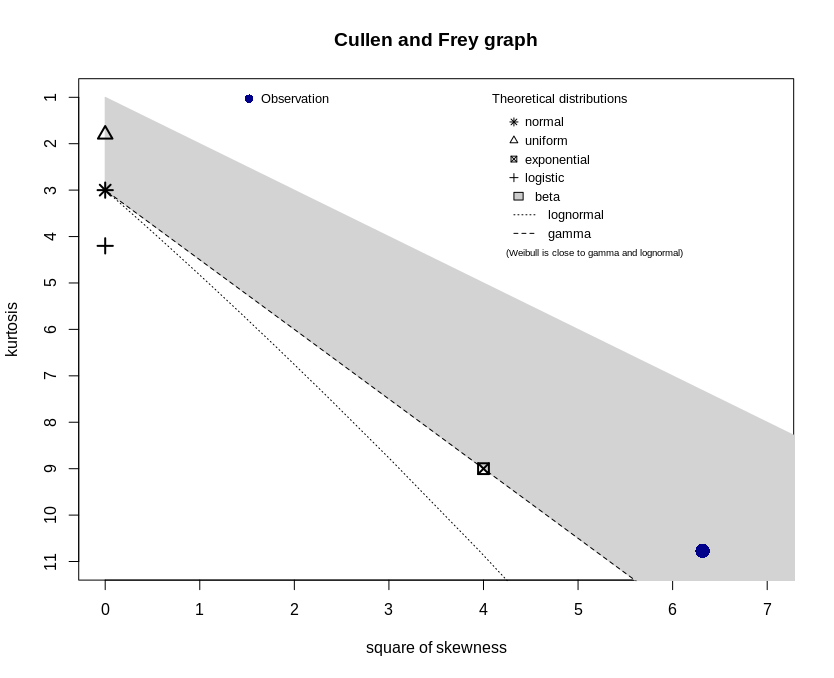 Cullen and Frey graph
Observation
Theoretical distributions
normal
uniform
exponential
logistic
beta
lognormal
gamma
(Weibull is close to gamma and lognormal)
kurtosis
1
2
3
4
5
6
7
8
9
10
11
0 1 2 3 4 5 6 7
square of skewness